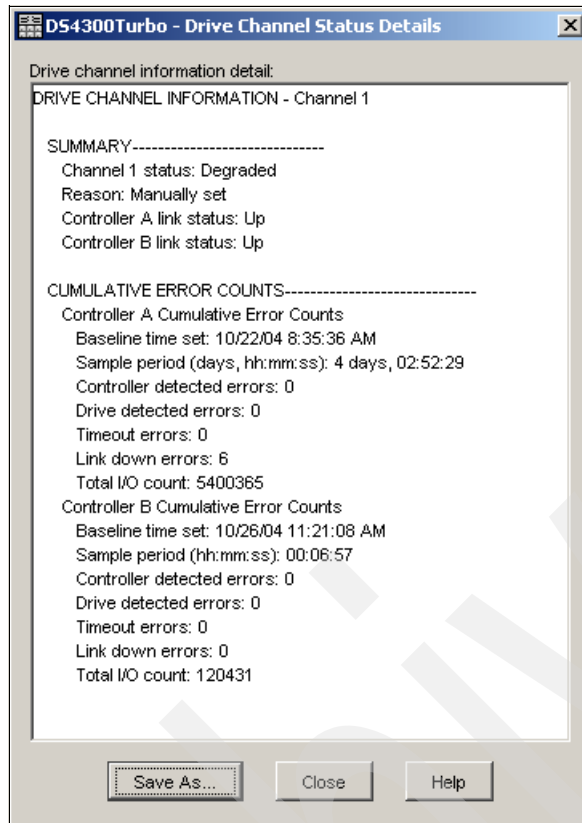 DS4300Turbo - Drive Channel Status Details
Drive channel information detail:
DRIVE CHANNEL INFORMATION - Channel 1
SUMMARY------------------------------
Channel 1 status: Degraded
Reason: Manually set
Controller A link status: Up
Controller B link status: Up
CUMULATIVE ERROR COUNTS------------------------------
Controller A Cumulative Error Counts
Baseline time set: 10/22/04 8:35:36 AM
Sample period (days, hh:mm:ss): 4 days, 02:52:29
Controller detected errors: 0
Drive detected errors: 0
Timeout errors: 0
Link down errors: 6
Total I/O count: 5400365
Controller B Cumulative Error Counts
Baseline time set: 10/26/04 11:21:08 AM
Sample period (hh:mm:ss): 00:06:57
Controller detected errors: 0
Drive detected errors: 0
Timeout errors: 0
Link down errors: 0
Total I/O count: 120431
Save As... Close Help